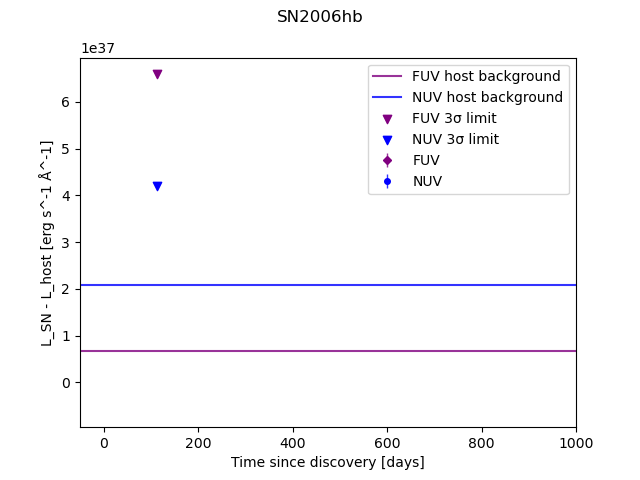 SN2006hb
1e37
FUV host background
NUV host background
FUV 3σ limit
NUV 3σ limit
FUV
NUV
6
5
4
3
2
1
0
L_SN - L_host [erg s^-1 Å^-1]
0 200 400 600 800 1000
Time since discovery [days]